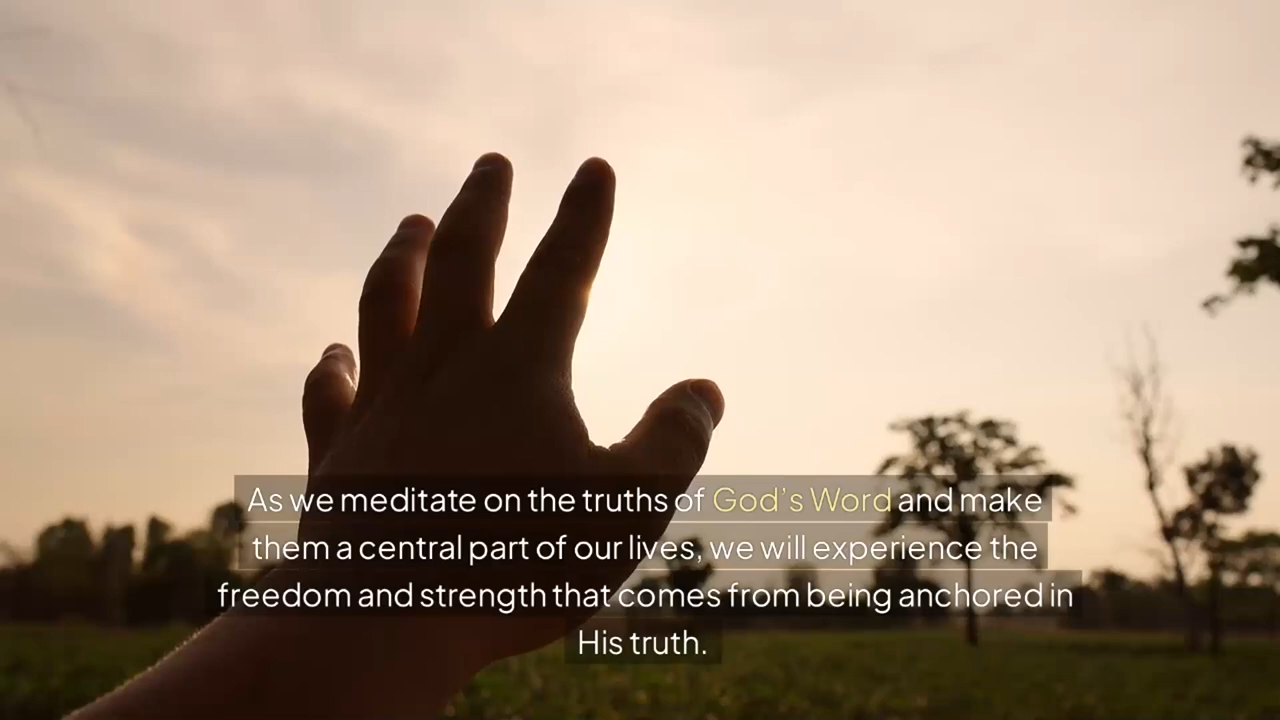 As we meditate on the truths of God's Word and make
them a central part of our lives, we will experience the
freedom and strength that comes from being anchored in
His truth.